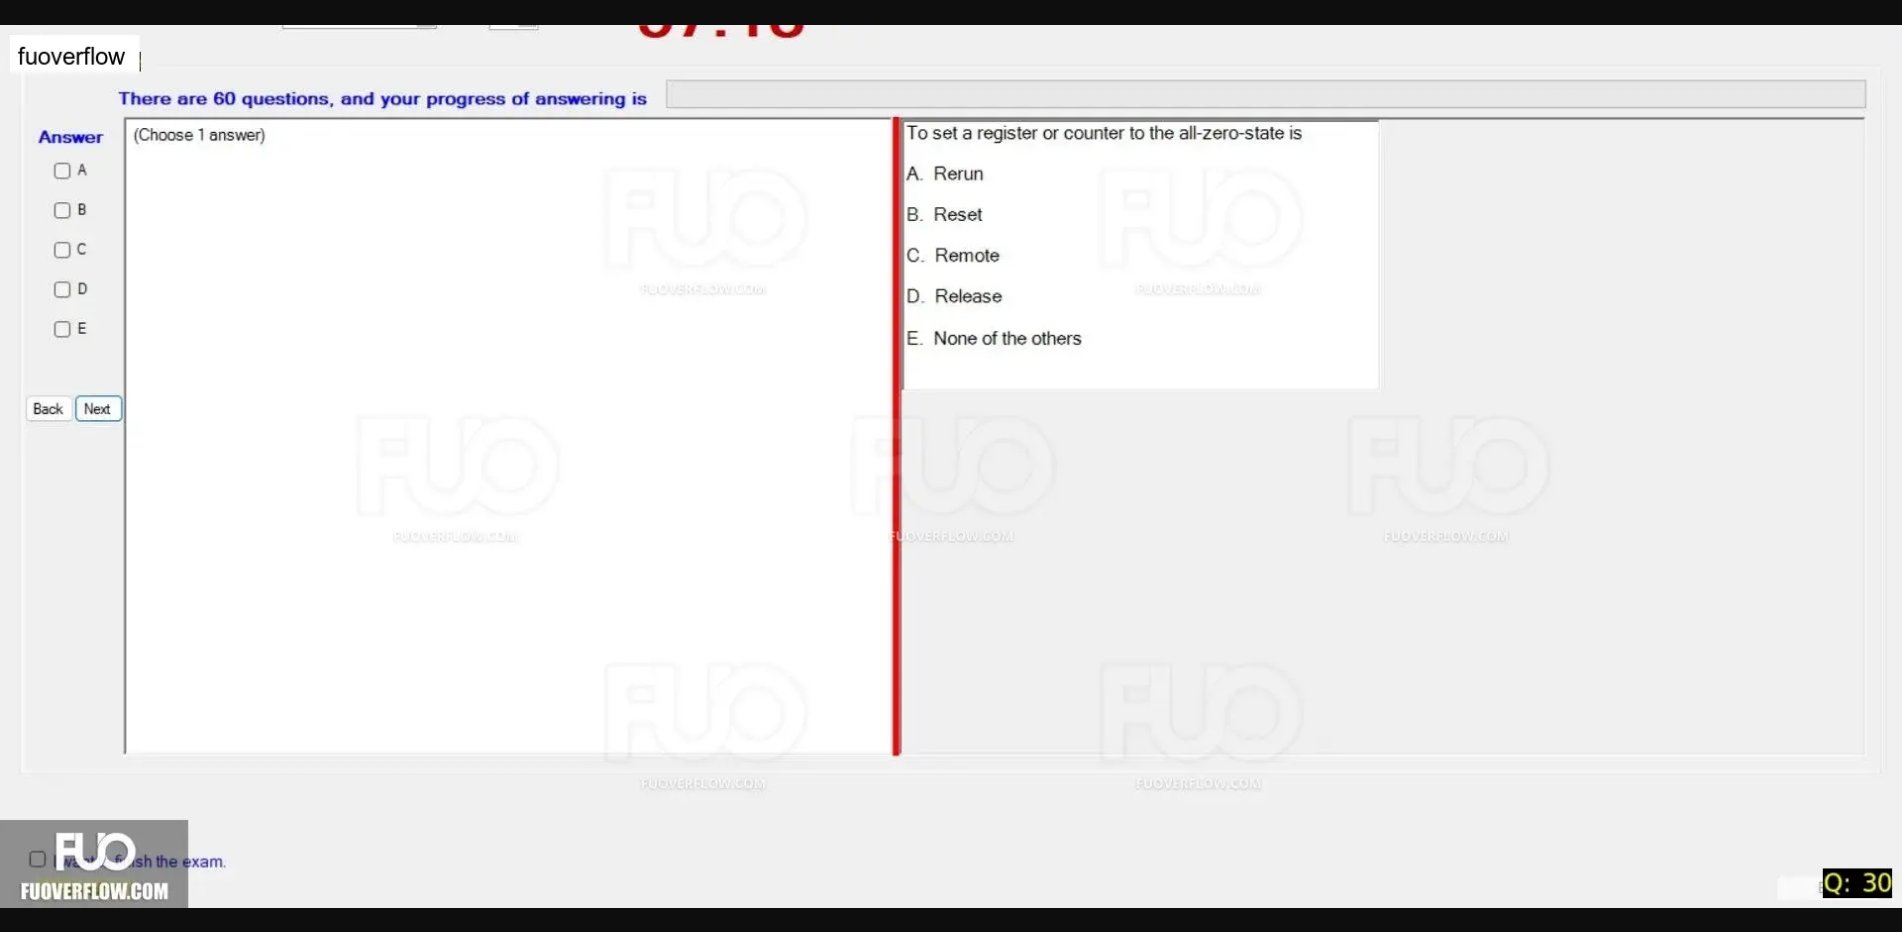 fuoverflow
There are 60 questions, and your progress of answering is
Answer
(Choose 1 answer)
A
B
C
D
E
Back Next
To set a register or counter to the all-zero-state is
A. Rerun
B. Reset
C. Remote
D. Release
E. None of the others
FUO
FUOVERFLOW.COM
FUO
FUOVERFLOW.COM
FUO
FUOVERFLOW.COM
FUO
FUOVERFLOW.COM
FUO
FUOVERFLOW.COM
FUO
FUOVERFLOW.COM
FUO
FUOVERFLOW.COM
FUO
the exam.
FUOVERFLOW.COM
Q: 30